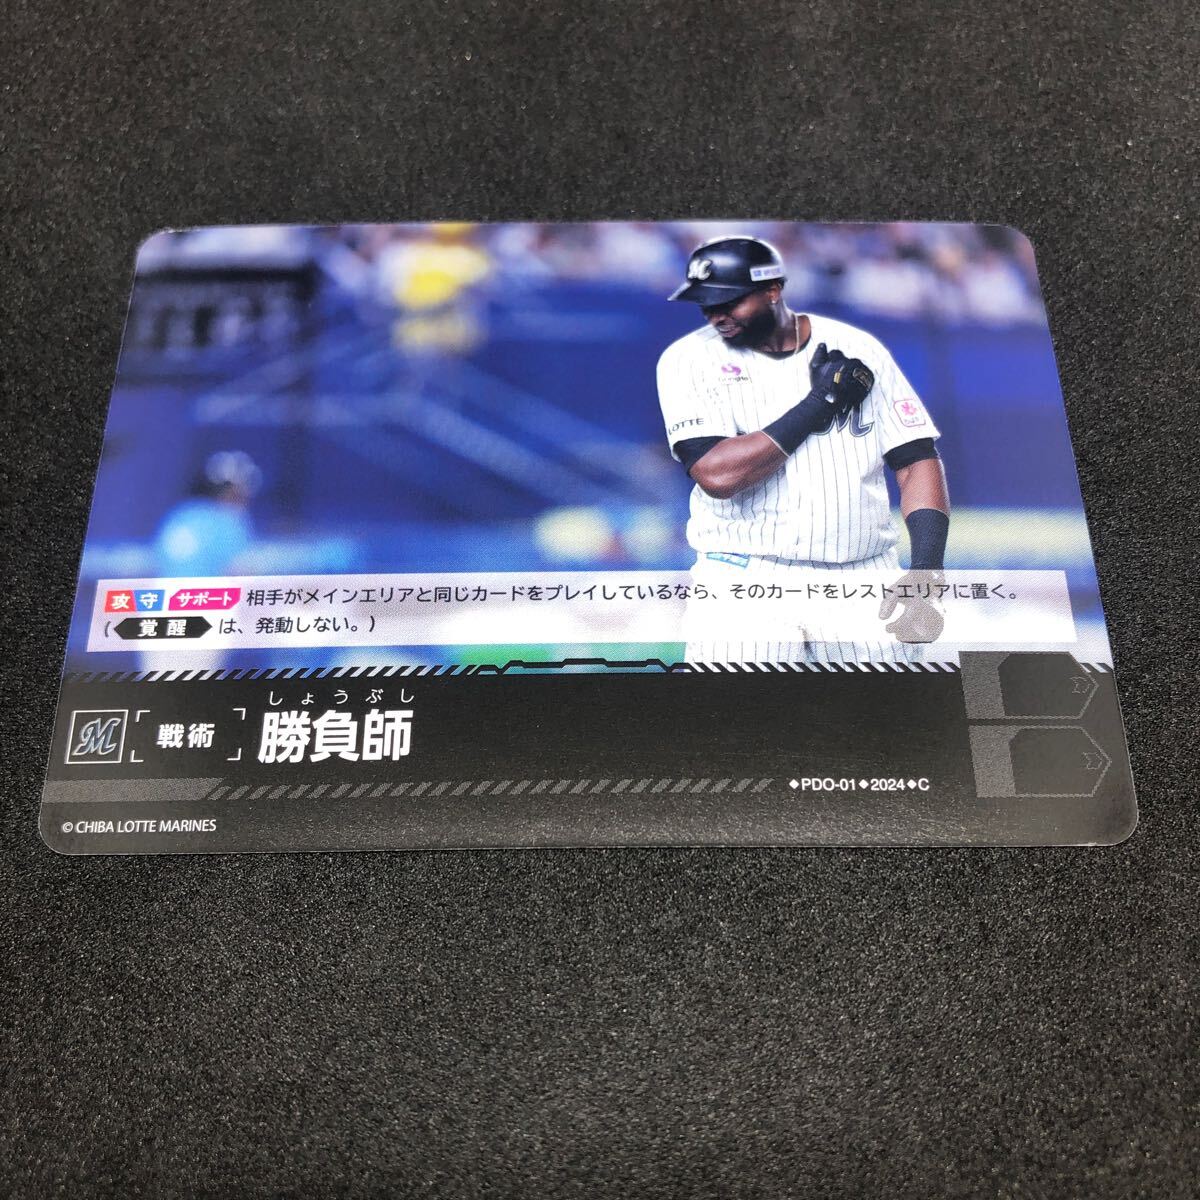 M
LOTTE
M
攻 守 サポート 相手がメインエリアと同じカードをプレイしているなら、そのカードをレストエリアに置く。
(覚醒は、発動しない。)
しょうぶし
M 戦術 勝負師
◆PDO-01◆2024◆C
© CHIBA LOTTE MARINES